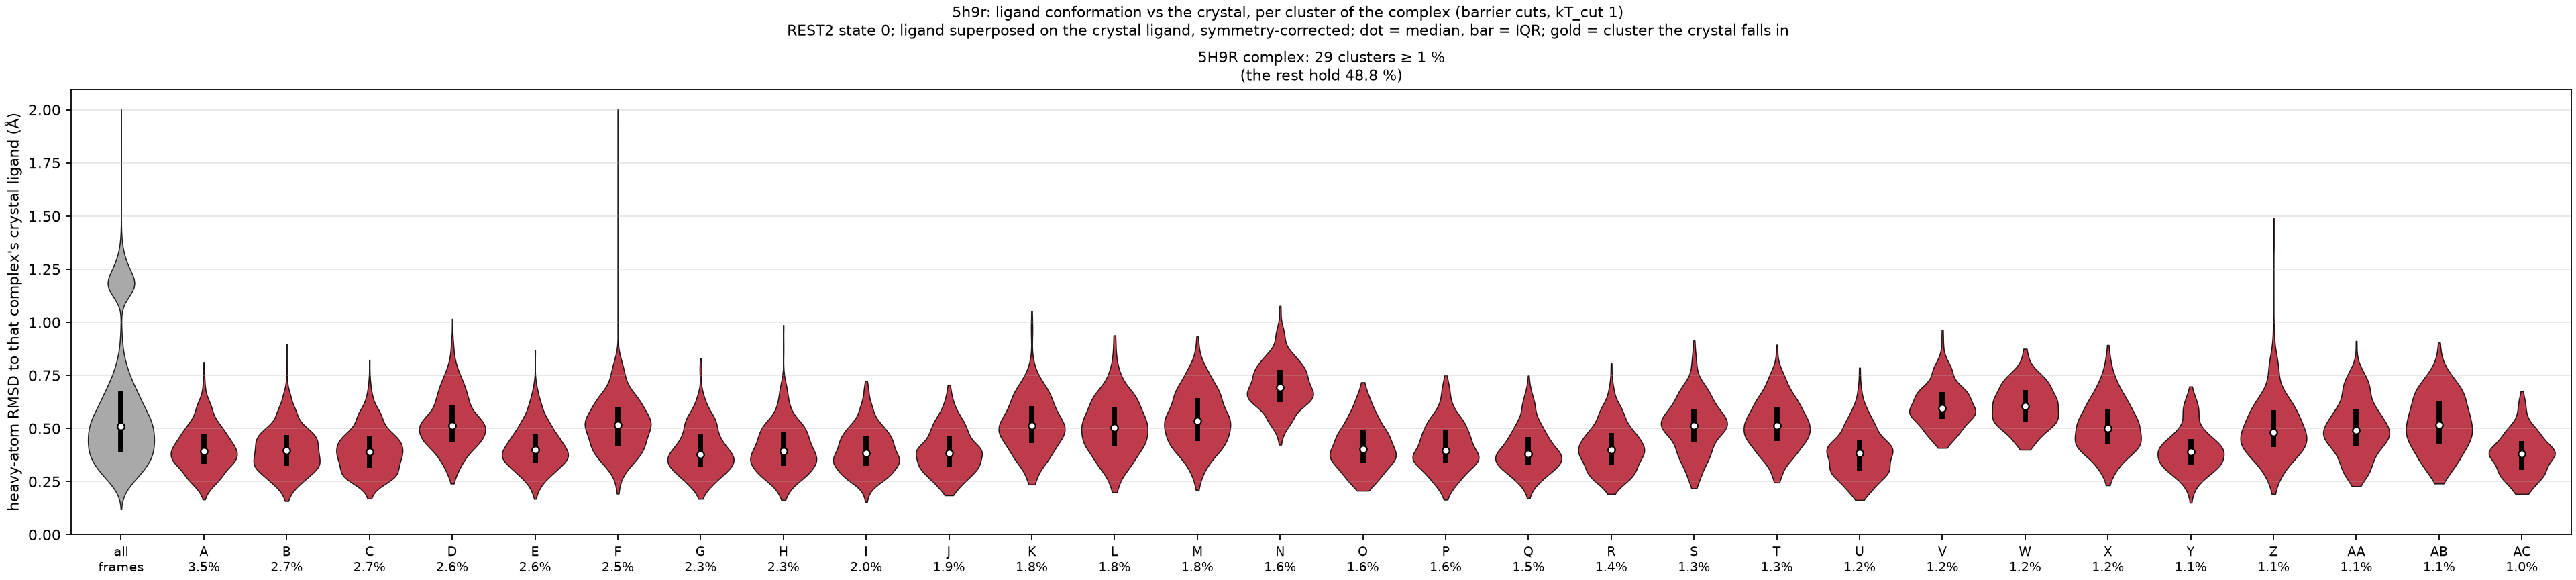 5h9r: ligand conformation vs the crystal, per cluster of the complex (barrier cuts, kT_cut 1)
REST2 state 0; ligand superposed on the crystal ligand, symmetry-corrected; dot = median, bar = IQR; gold = cluster the crystal falls in
5H9R complex: 29 clusters ≥ 1 %
(the rest hold 48.8 %)
heavy-atom RMSD to that complex's crystal ligand (Å)
2.00
1.75
1.50
1.25
1.00
0.75
0.50
0.25
0.00
all A B C D E F G H I J K L M N O P Q R S T U V W X Y Z AA AB AC
frames 3.5% 2.7% 2.7% 2.6% 2.6% 2.5% 2.3% 2.3% 2.0% 1.9% 1.8% 1.8% 1.8% 1.6% 1.6% 1.6% 1.5% 1.4% 1.3% 1.3% 1.2% 1.2% 1.2% 1.2% 1.1% 1.1% 1.1% 1.1% 1.0%